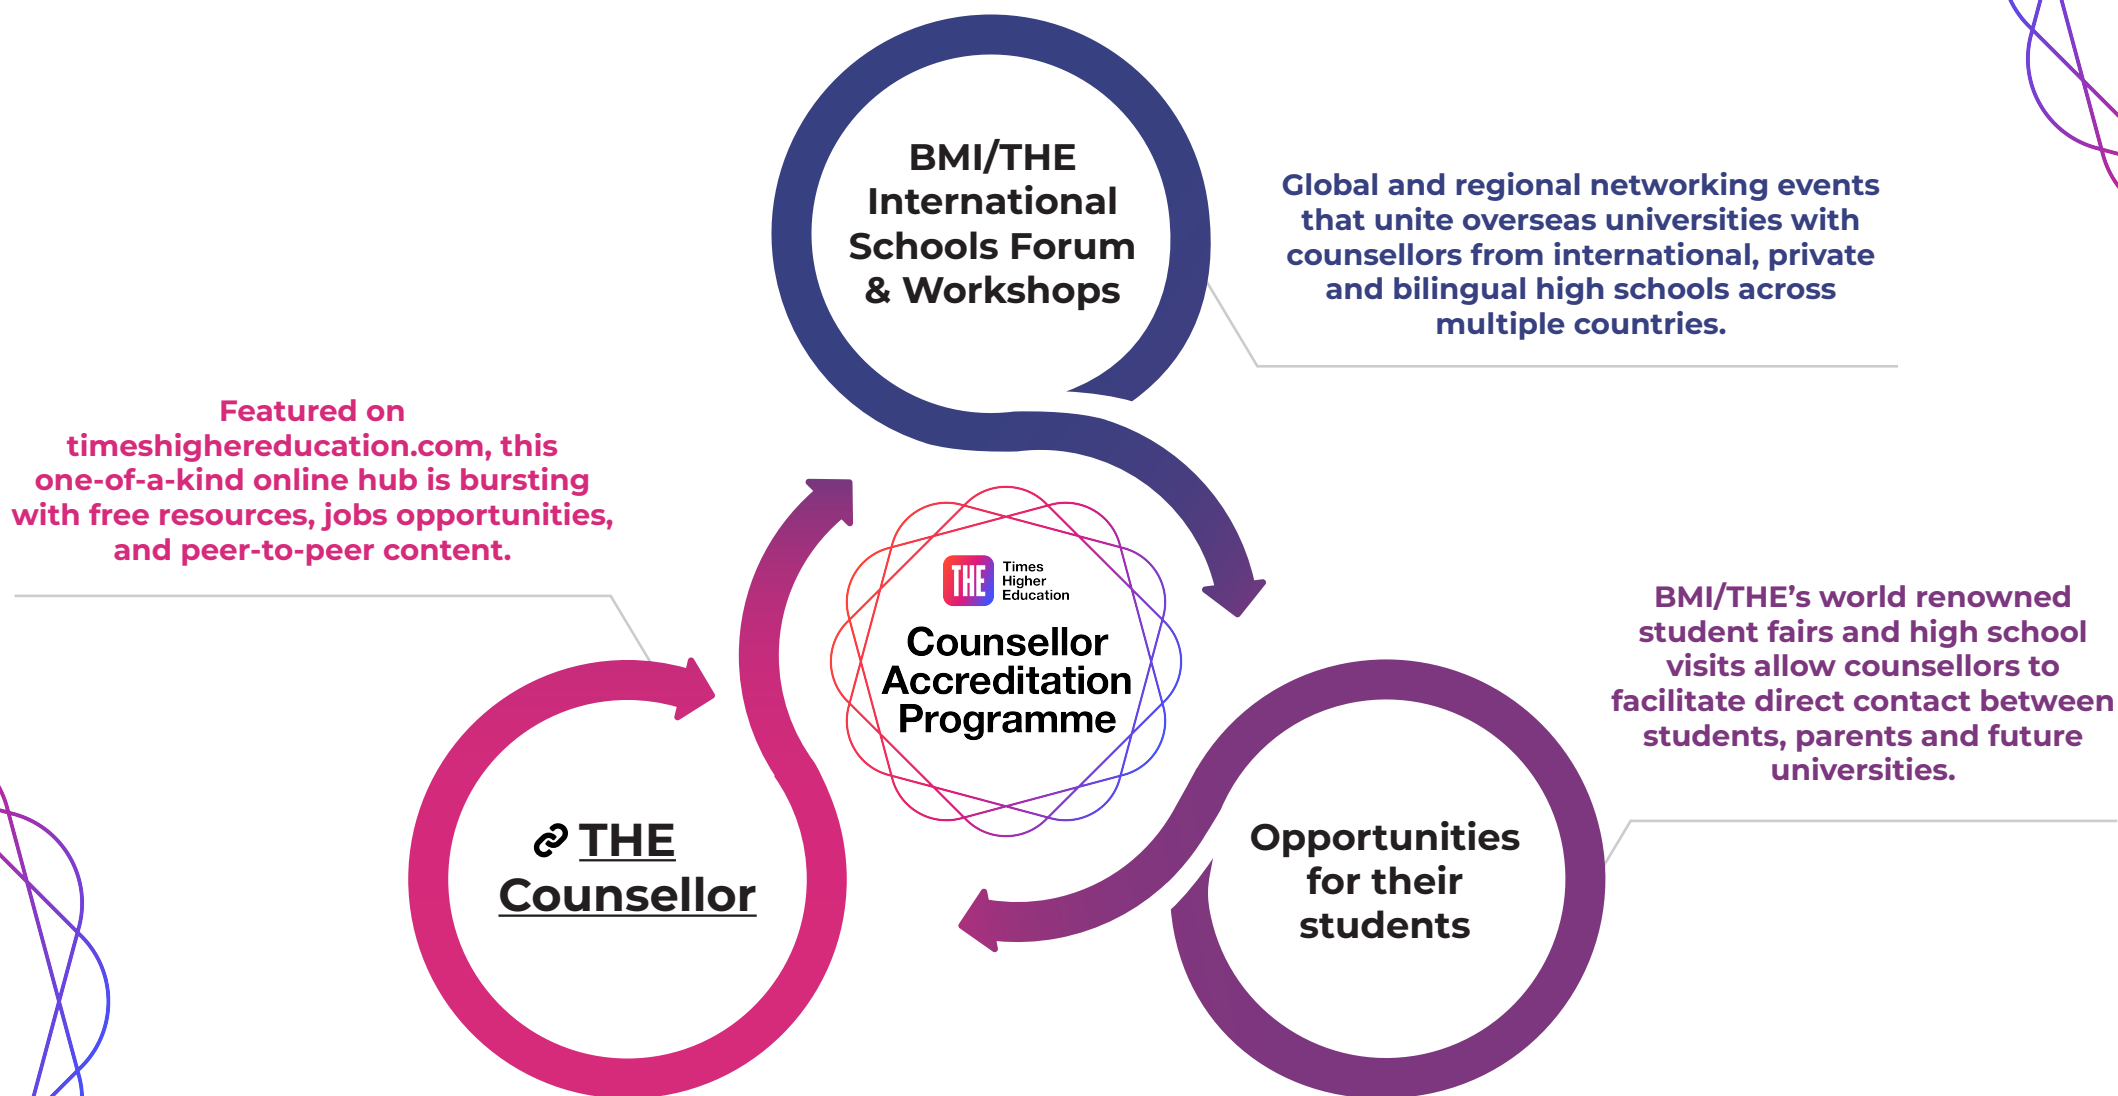 BMI/THE
International
Schools Forum
& Workshops
Global and regional networking events
that unite overseas universities with
counsellors from international, private
and bilingual high schools across
multiple countries.
Featured on
timeshighereducation.com, this
one-of-a-kind online hub is bursting
with free resources, jobs opportunities,
and peer-to-peer content.
THE
Times
Higher
Education
Counsellor
Accreditation
Programme
BMI/THE’s world renowned
student fairs and high school
visits allow counsellors to
facilitate direct contact between
students, parents and future
universities.
THE
Counsellor
Opportunities
for their
students